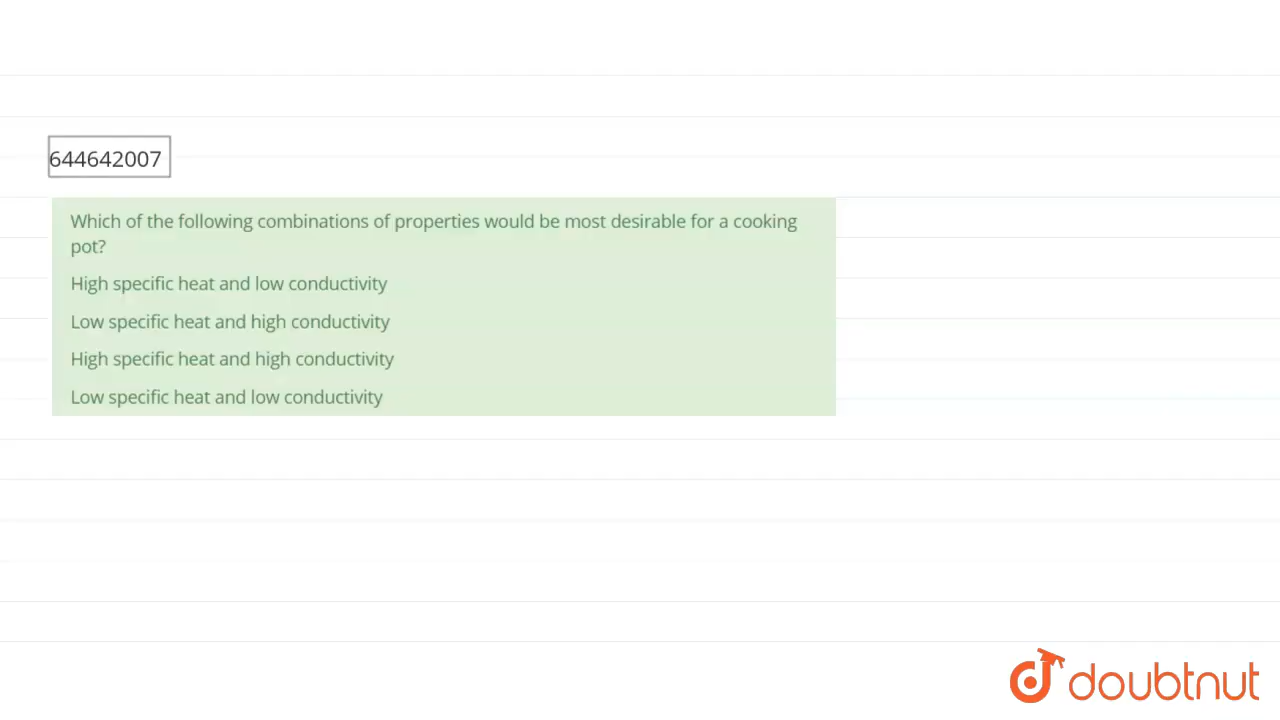 644642007
Which of the following combinations of properties would be most desirable for a cooking
pot?
High specific heat and low conductivity
Low specific heat and high conductivity
High specific heat and high conductivity
Low specific heat and low conductivity
doubtnut